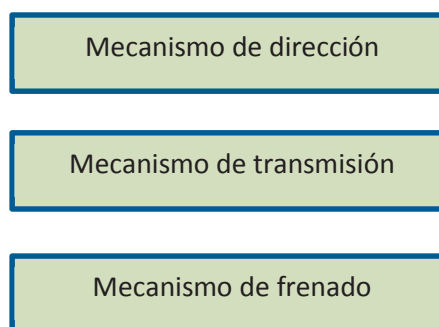 Mecanismo de dirección
Mecanismo de transmisión
Mecanismo de frenado